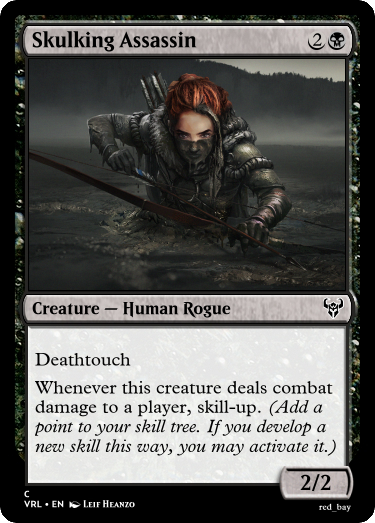 Skulking Assassin 2
Creature — Human Rogue
Deathtouch
Whenever this creature deals combat
damage to a player, skill-up. (Add a
point to your skill tree. If you develop a
new skill this way, you may activate it.)
2/2
C
VRL • EN Leif Heanzo
red_bay